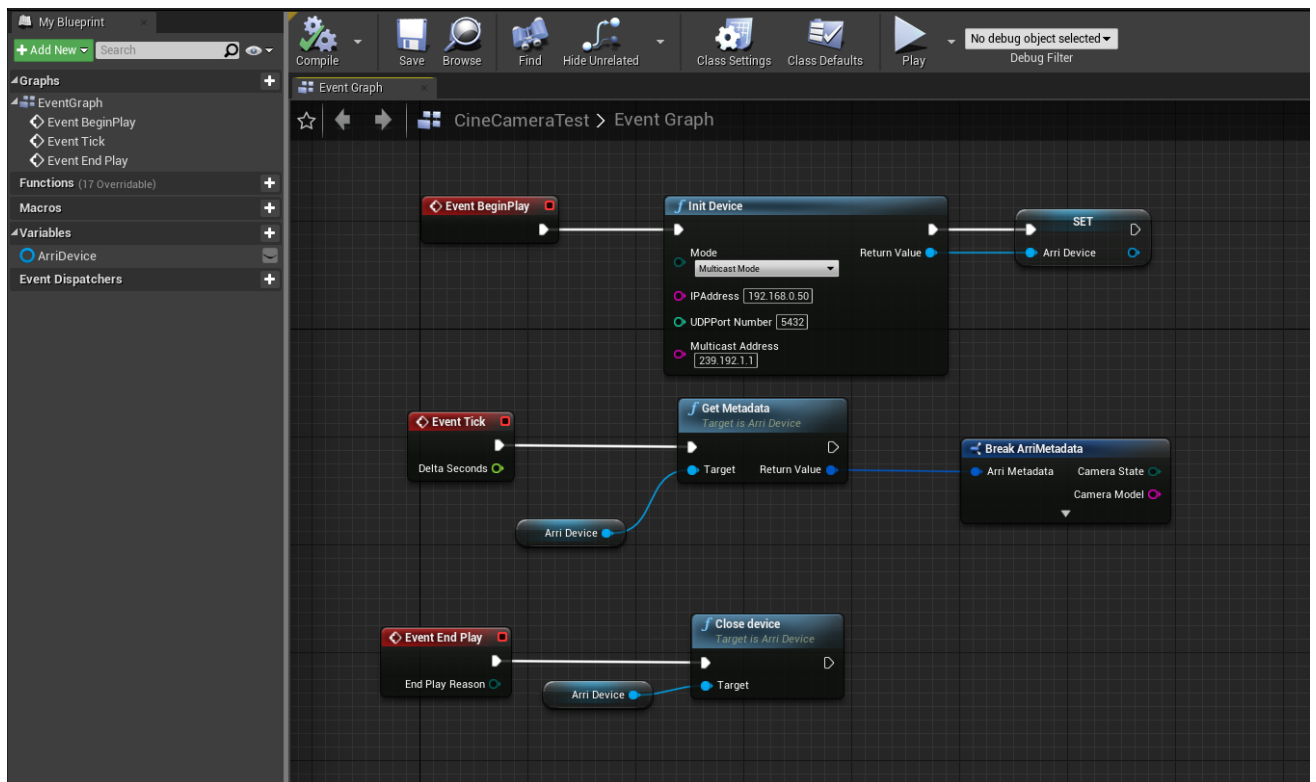 My Blueprint
+ Add New
Search
Graphs
EventGraph
Event BeginPlay
Event Tick
Event End Play
Functions (17 Overridable)
Macros
Variables
ArriDevice
Event Dispatchers
Compile
Save
Browse
Find
Hide Unrelated
Class Settings
Class Defaults
Play
No debug object selected
Debug Filter
Event Graph
CineCameraTest > Event Graph
Event BeginPlay
Init Device
Mode
Multicast Mode
Return Value
IPAddress 192.168.0.50
UDPPort Number 5432
Multicast Address
239.192.1.1
SET
Arri Device
Event Tick
Delta Seconds
Arri Device
Get Metadata
Target is Arri Device
Target Return Value
Break ArriMetadata
Arri Metadata Camera State
Camera Model
Event End Play
End Play Reason
Arri Device
Close device
Target is Arri Device
Target